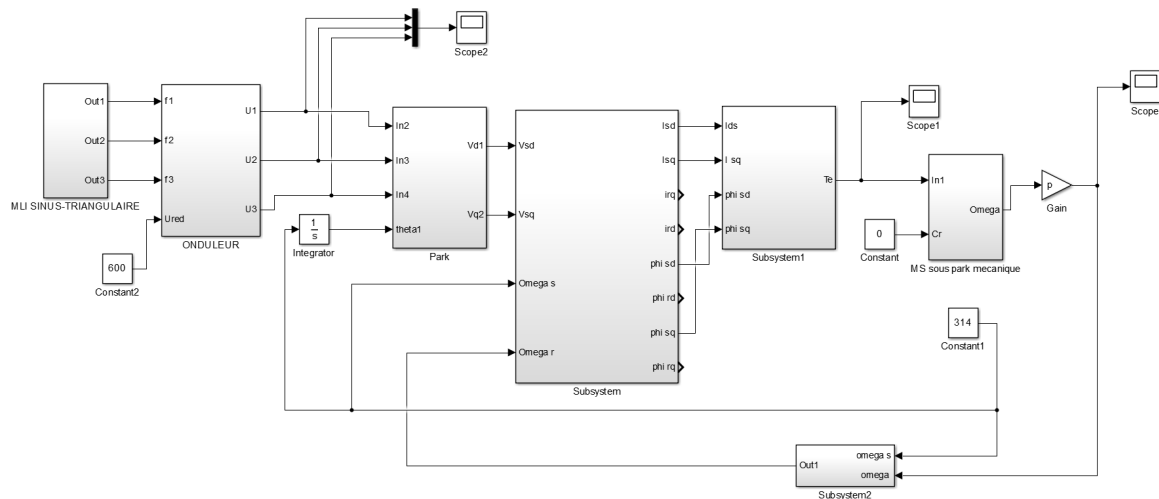 Scope2
Out1
Out2
Out3
MLI SINUS-TRIANGULAIRE
f1
f2
f3
Ured
U1
U2
U3
ONDULEUR
600
Constant2
1
s
Integrator
In2
In3
In4
theta1
Vd1
Vq2
Park
Vsd
Vsq
Omega s
Omega r
Isd
Isq
irq
ird
phi sd
phi rd
phi sq
phi rq
Subsystem
Ids
I sq
phi sd
phi sq
Te
Subsystem1
Scope1
0
Constant
In1
Cr
Omega
MS sous park mecanique
p
Gain
Scope
314
Constant1
Out1
omega s
omega
Subsystem2